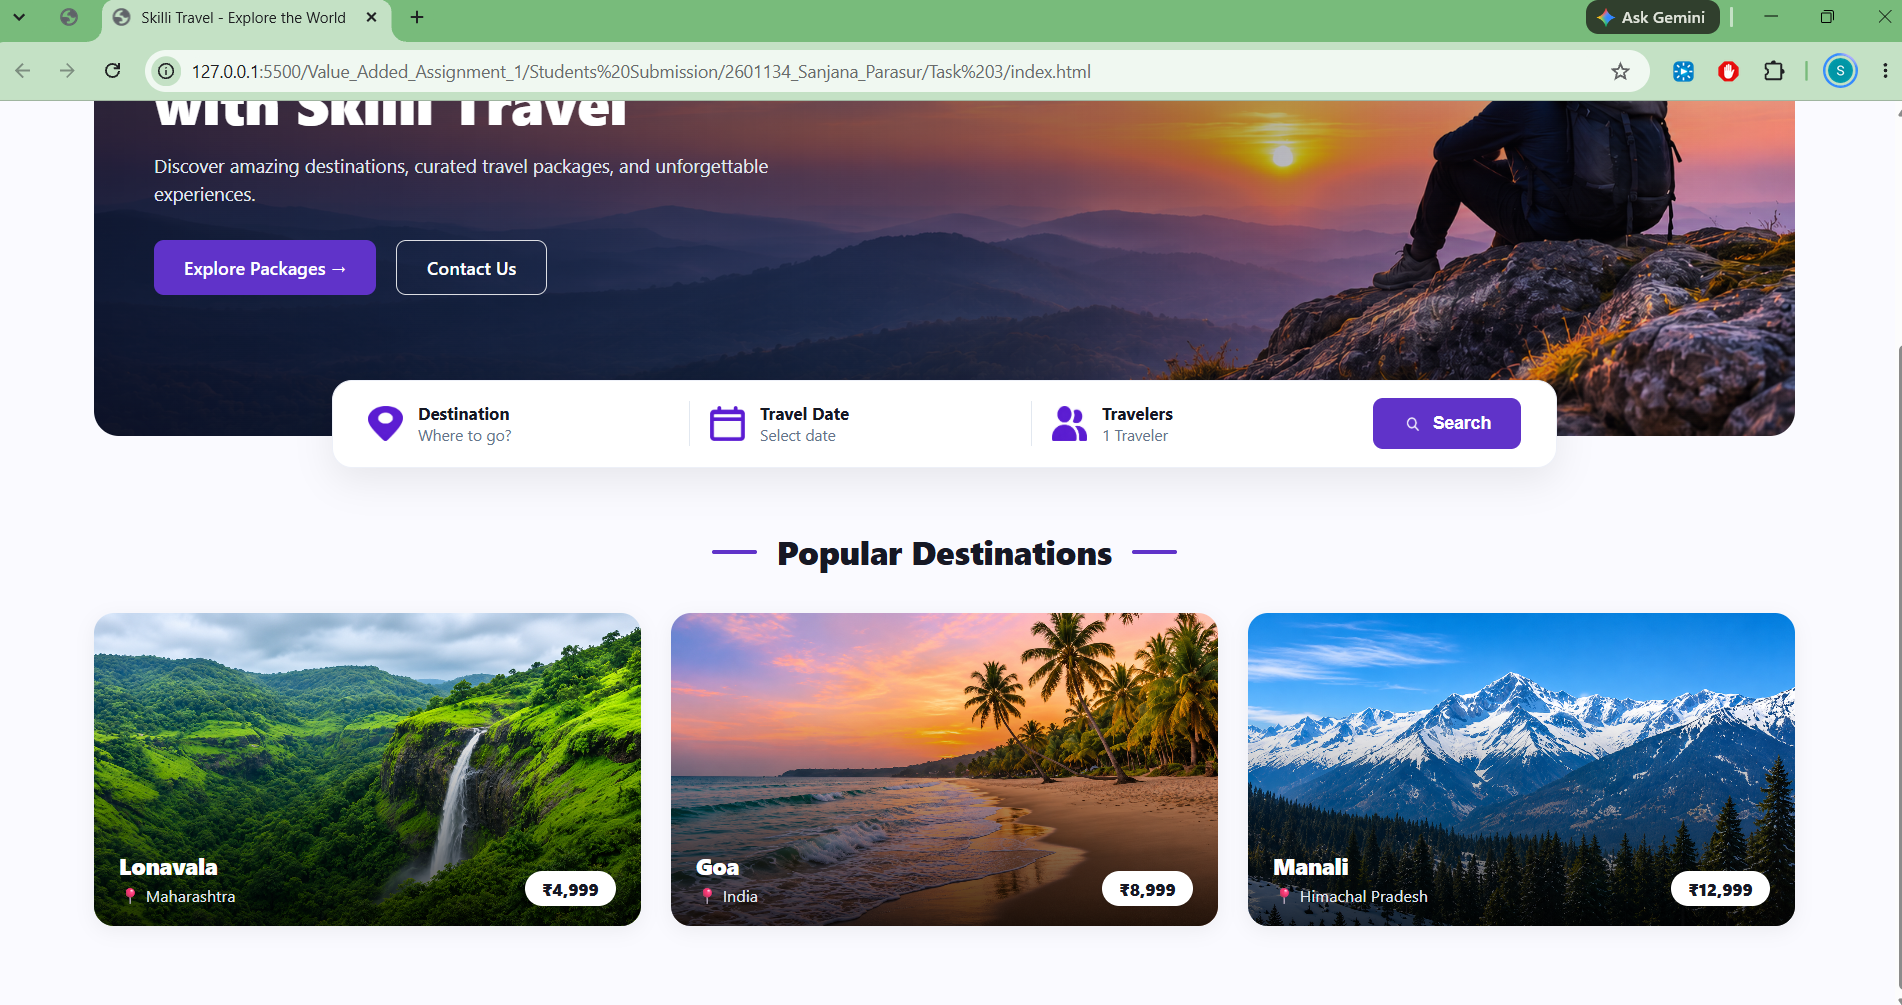 Skilli Travel - Explore the World
Ask Gemini
127.0.0.1:5500/Value_Added_Assignment_1/Students%20Submission/2601134_Sanjana_Parasur/Task%203/index.html
S
with Skilli Travel
Discover amazing destinations, curated travel packages, and unforgettable
experiences.
Explore Packages →
Contact Us
Destination
Where to go?
Travel Date
Select date
Travelers
1 Traveler
Search
Popular Destinations
Lonavala
Maharashtra
₹4,999
Goa
India
₹8,999
Manali
Himachal Pradesh
₹12,999